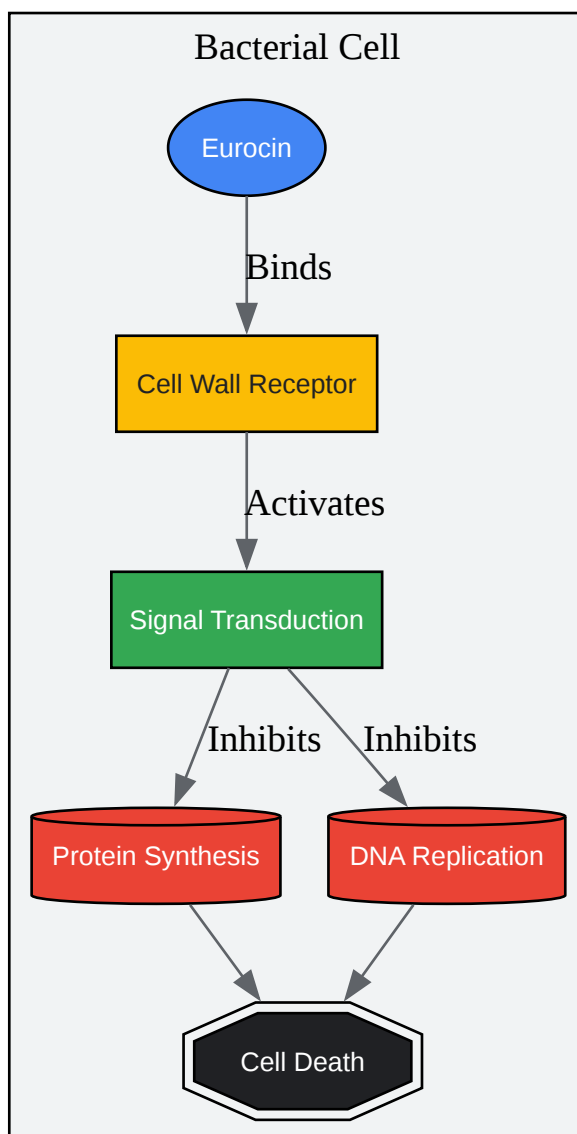 Bacterial Cell
Eurocin
Binds
Cell Wall Receptor
Activates
Signal Transduction
Inhibits
Inhibits
Protein Synthesis
DNA Replication
Cell Death